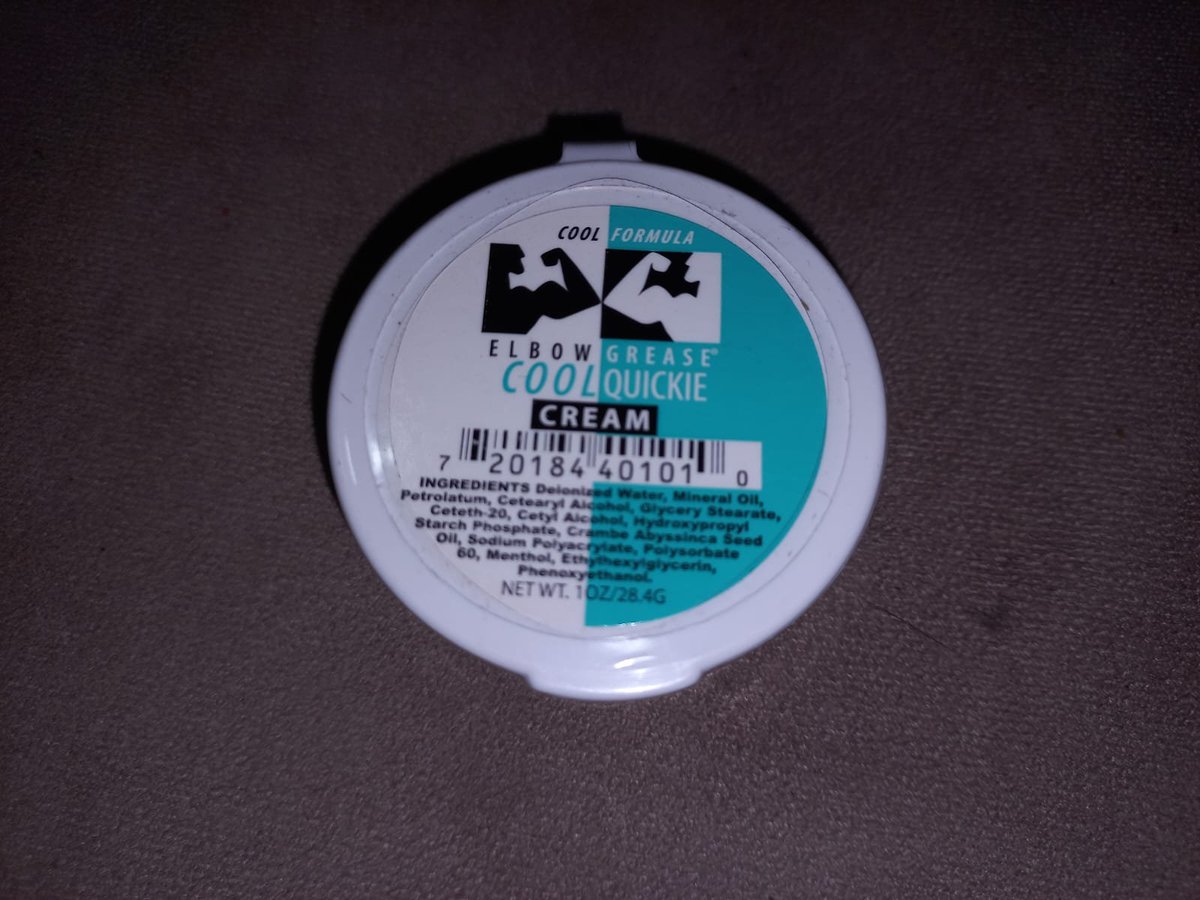 COOL FORMULA
ELBOW GREASE®
COOL QUICKIE
CREAM
7 20184 40101 0
INGREDIENTS Deionized Water, Mineral Oil,
Petrolatum, Cetearyl Alcohol, Glycery Stearate,
Ceteth-20, Cetyl Alcohol, Hydroxypropyl
Starch Phosphate, Crambe Abyssinca Seed
Oil, Sodium Polyacrylate, Polysorbate
60, Menthol, Ethylhexylglycerin,
Phenoxyethanol.
NET WT. 1OZ/28.4G